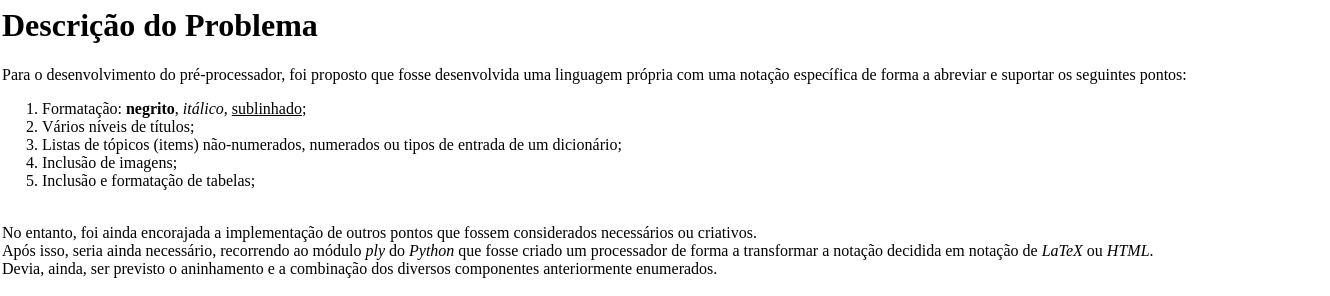 Descrição do Problema
Para o desenvolvimento do pré-processador, foi proposto que fosse desenvolvida uma linguagem própria com uma notação específica de forma a abreviar e suportar os seguintes pontos:
1. Formatação: negrito, itálico, sublinhado;
2. Vários níveis de títulos;
3. Listas de tópicos (items) não-numerados, numerados ou tipos de entrada de um dicionário;
4. Inclusão de imagens;
5. Inclusão e formatação de tabelas;
No entanto, foi ainda encorajada a implementação de outros pontos que fossem considerados necessários ou criativos.
Após isso, seria ainda necessário, recorrendo ao módulo ply do Python que fosse criado um processador de forma a transformar a notação decidida em notação de LaTeX ou HTML.
Devia, ainda, ser previsto o aninhamento e a combinação dos diversos componentes anteriormente enumerados.